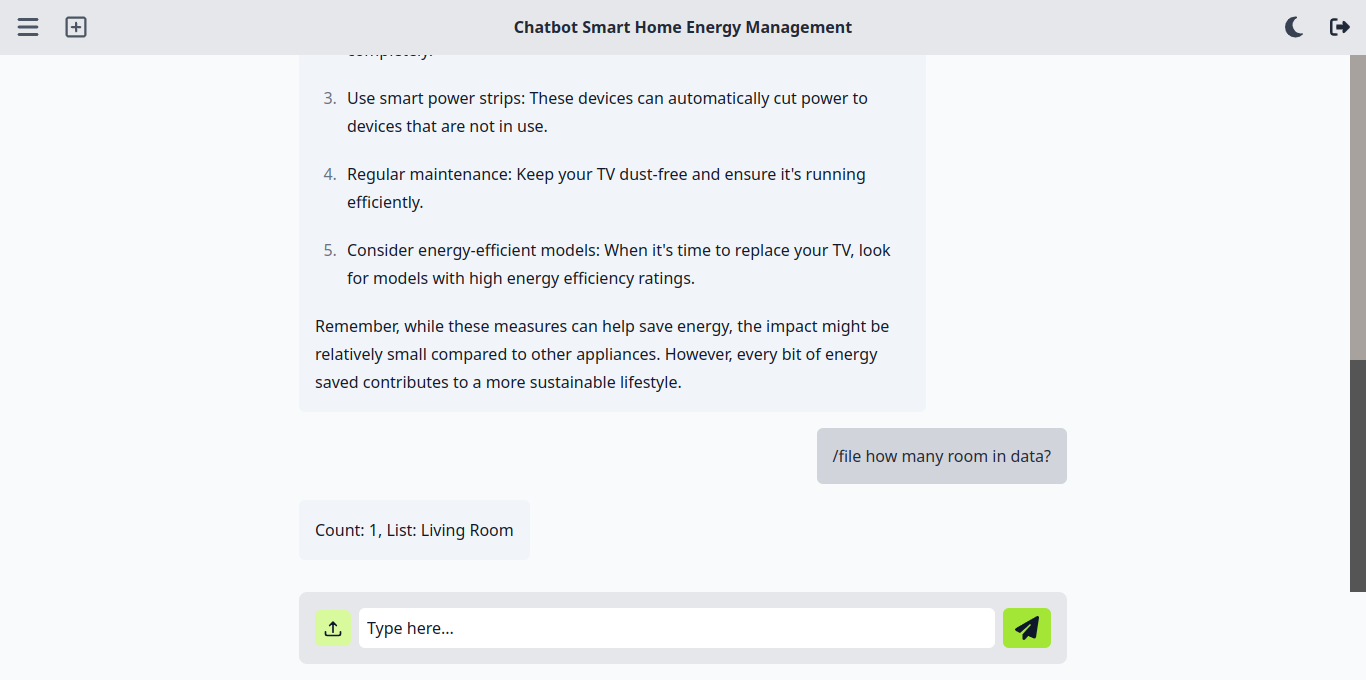 Chatbot Smart Home Energy Management
completely.
3. Use smart power strips: These devices can automatically cut power to
devices that are not in use.
4. Regular maintenance: Keep your TV dust-free and ensure it's running
efficiently.
5. Consider energy-efficient models: When it's time to replace your TV, look
for models with high energy efficiency ratings.
Remember, while these measures can help save energy, the impact might be
relatively small compared to other appliances. However, every bit of energy
saved contributes to a more sustainable lifestyle.
/file how many room in data?
Count: 1, List: Living Room
Type here...